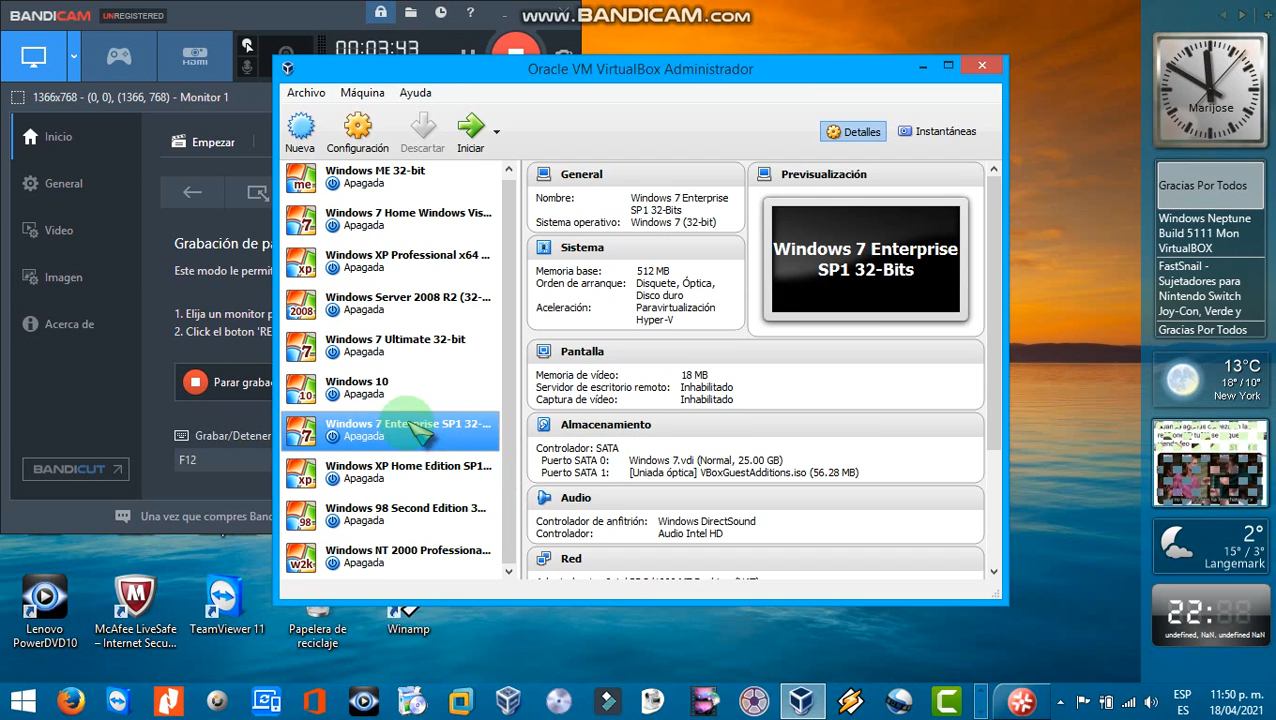 BANDICAM UNREGISTERED
www.BANDICAM.com
HDMI
00:03:43
1366x768 - (0, 0), (1366, 768) - Monitor 1
Inicio
General
Video
Imagen
Acerca de
BANDICUT
Empezar
Grabación de pa
Este modo le permi
1. Elija un monitor p
2. Click el boton 'RE
Parar graba
Grabar/Detener
F12
Una vez que compres Band
Oracle VM VirtualBox Administrador
Archivo Máquina Ayuda
Nueva Configuración Descartar Iniciar
Detalles Instantáneas
Windows ME 32-bit
Apagada
Windows 7 Home Windows Vis...
Apagada
Windows XP Professional x64 ...
Apagada
Windows Server 2008 R2 (32-...
Apagada
Windows 7 Ultimate 32-bit
Apagada
Windows 10
Apagada
Windows 7 Enterprise SP1 32-...
Apagada
Windows XP Home Edition SP1...
Apagada
Windows 98 Second Edition 3...
Apagada
Windows NT 2000 Professiona...
Apagada
me
7
xp
2008
7
10
7
xp
98
w2k
General
Nombre: Windows 7 Enterprise
SP1 32-Bits
Sistema operativo: Windows 7 (32-bit)
Sistema
Memoria base: 512 MB
Orden de arranque: Disquete, Óptica,
Disco duro
Aceleración: Paravirtualización
Hyper-V
Previsualización
Windows 7 Enterprise
SP1 32-Bits
Pantalla
Memoria de vídeo: 18 MB
Servidor de escritorio remoto: Inhabilitado
Captura de vídeo: Inhabilitado
Almacenamiento
Controlador: SATA
Puerto SATA 0: Windows 7.vdi (Normal, 25.00 GB)
Puerto SATA 1: [Uniada óptica] VBoxGuestAdditions.iso (56.28 MB)
Audio
Controlador de anfitrión: Windows DirectSound
Controlador: Audio Intel HD
Red
Marijose
Gracias Por Todos
Windows Neptune
Build 5111 Mon
VirtualBOX
FastSnail -
Sujetadores para
Nintendo Switch
Joy-Con, Verde y
Gracias Por Todos
13°C
18° / 10°
New York
2°
15° / 3°
Langemark
22:
undefined, NaN. undefined NaN
Lenovo
PowerDVD10
McAfee LiveSafe
– Internet Secu...
TeamViewer 11
Papelera de
reciclaje
Winamp
ESP
ES
11:50 p. m.
18/04/2021